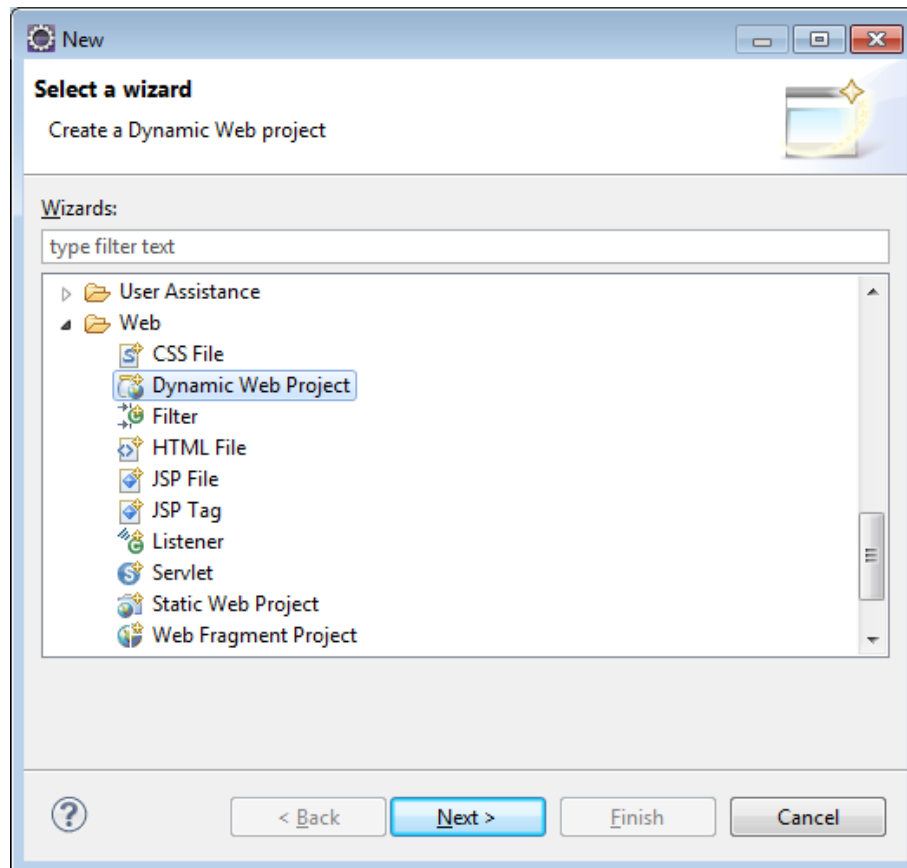 New
Select a wizard
Create a Dynamic Web project
Wizards:
type filter text
User Assistance
Web
CSS File
Dynamic Web Project
Filter
HTML File
JSP File
JSP Tag
Listener
Servlet
Static Web Project
Web Fragment Project
? < Back Next > Finish Cancel